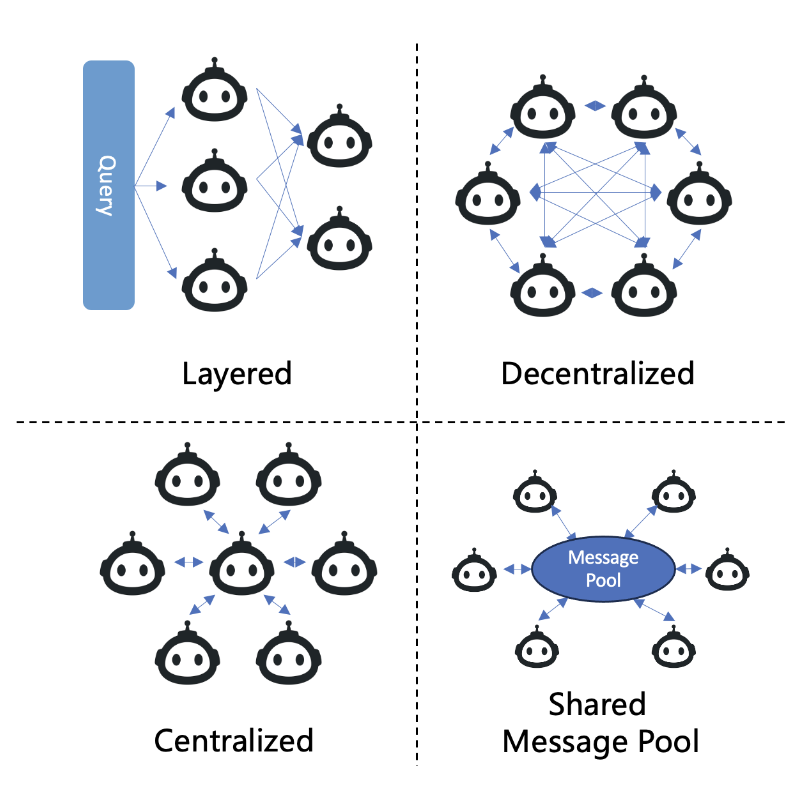 Query
Layered
Decentralized
Centralized
Message
Pool
Shared
Message Pool